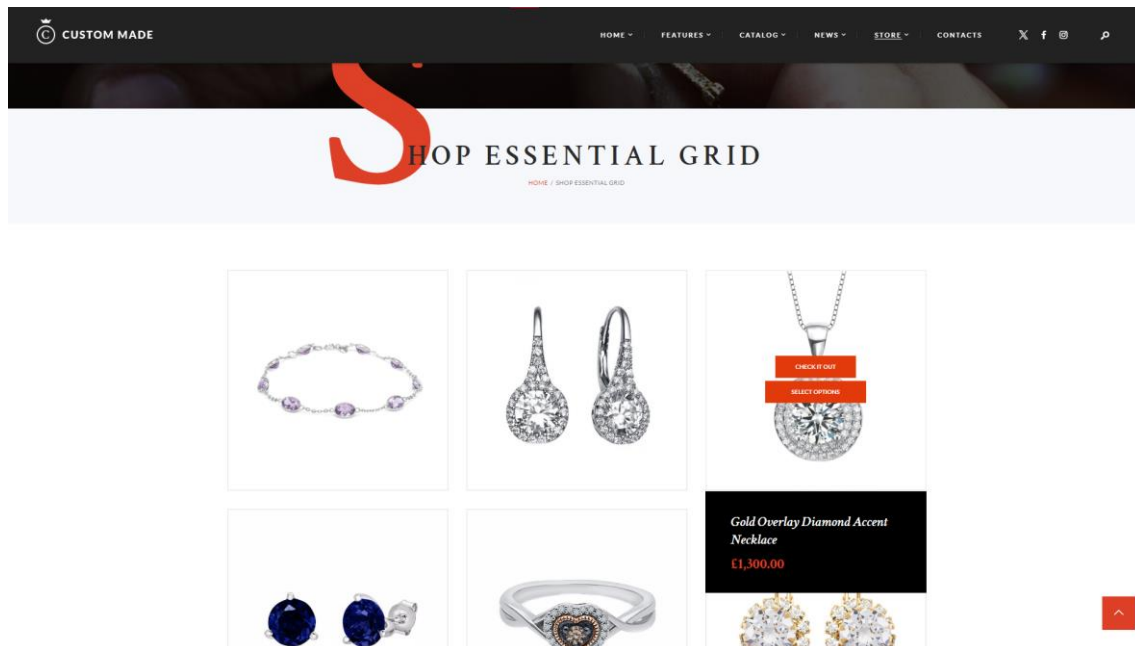 C CUSTOM MADE
HOME FEATURES CATALOG NEWS STORE CONTACTS
SHOP ESSENTIAL GRID
HOME / SHOP ESSENTIAL GRID
CHECK IT OUT
SELECT OPTIONS
Gold Overlay Diamond Accent
Necklace
£1,300.00